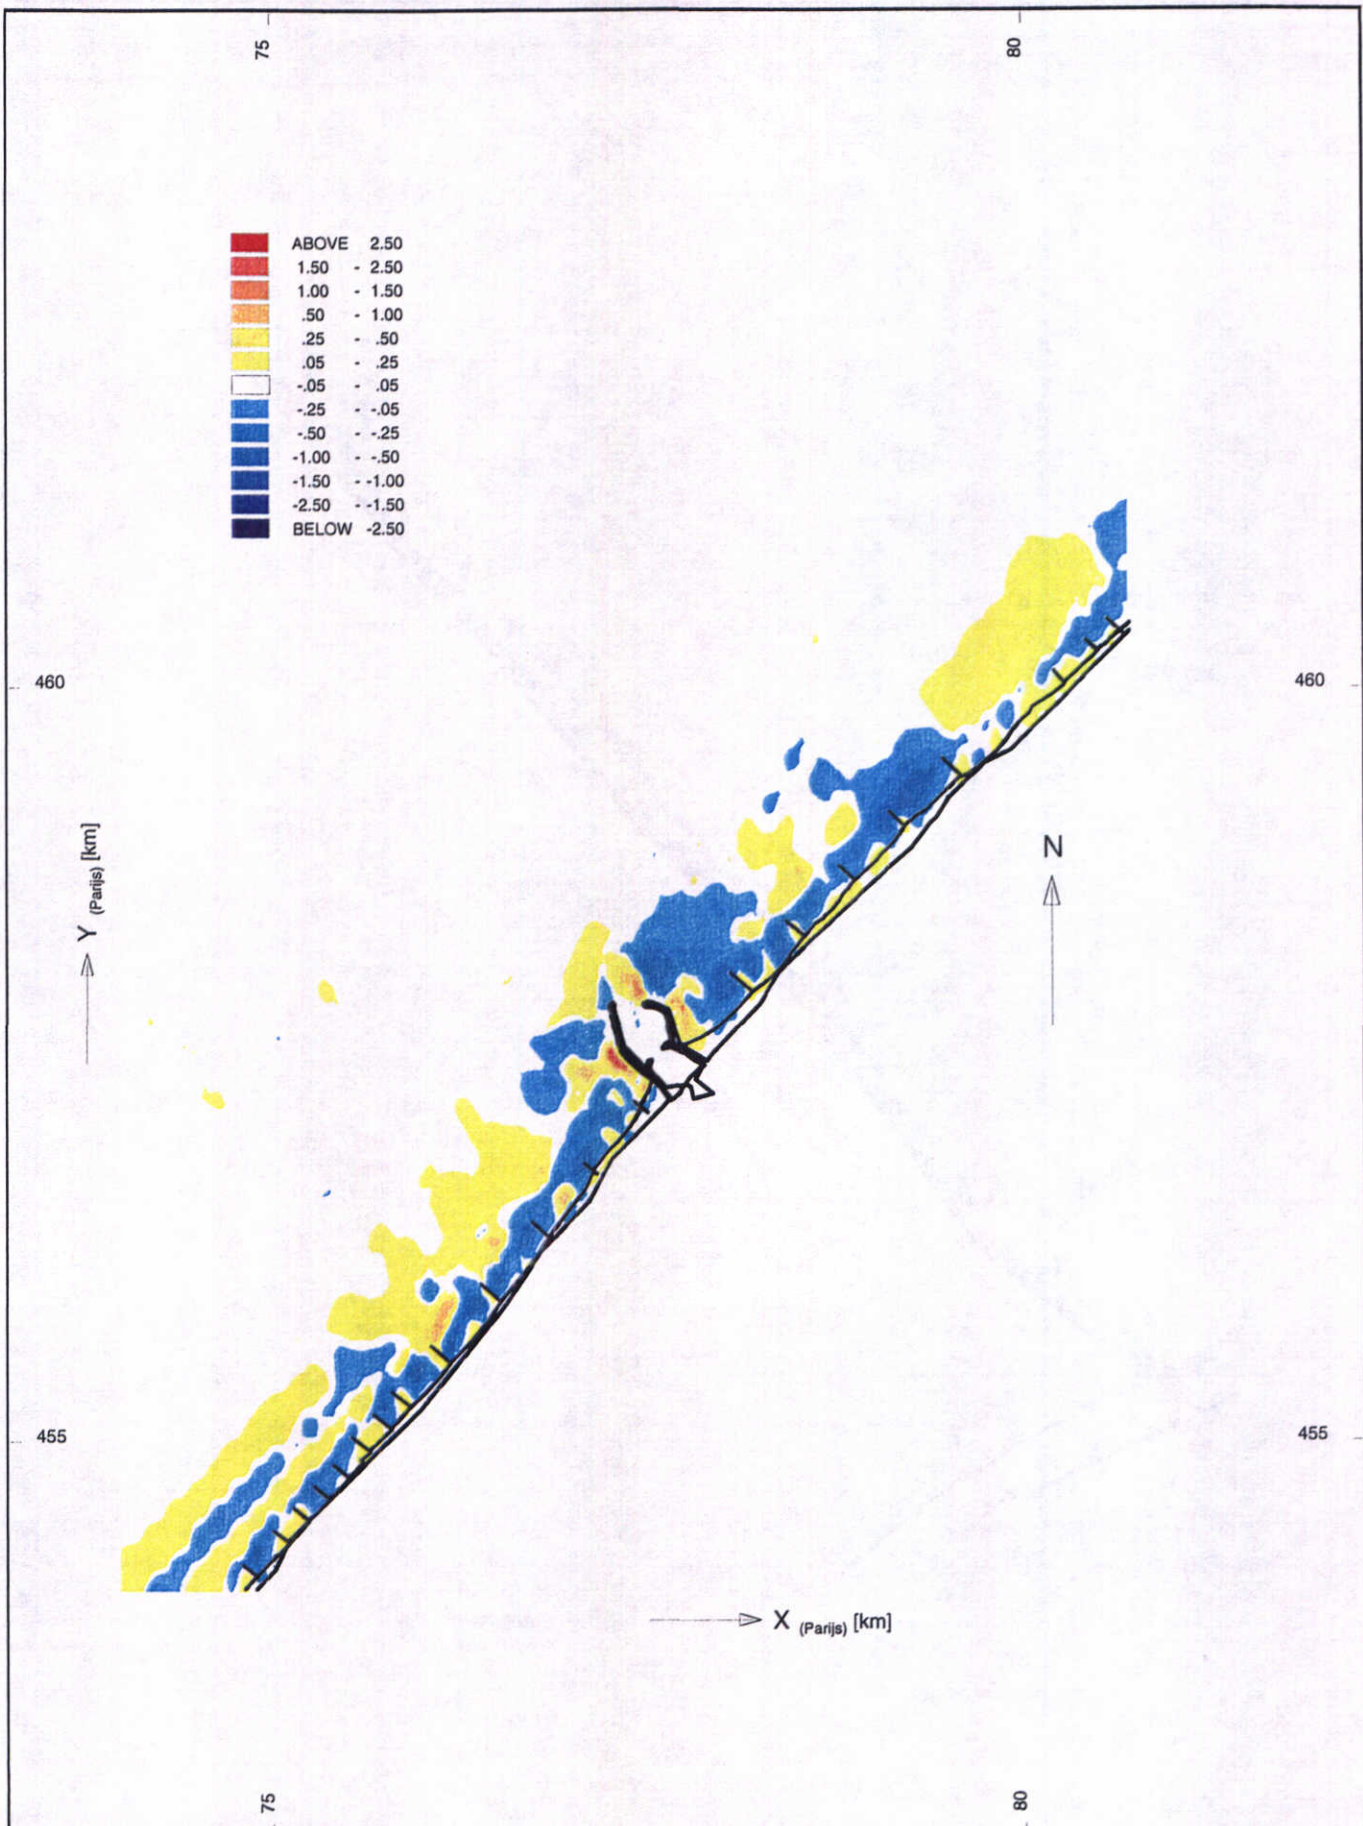 75
80
ABOVE 2.50
1.50 - 2.50
1.00 - 1.50
.50 - 1.00
.25 - .50
.05 - .25
-.05 - .05
-.25 - -.05
-.50 - -.25
-1.00 - -.50
-1.50 - -1.00
-2.50 - -1.50
BELOW -2.50
460
460
N
Y (Parijs) [km]
455
455
X (Parijs) [km]
75
80